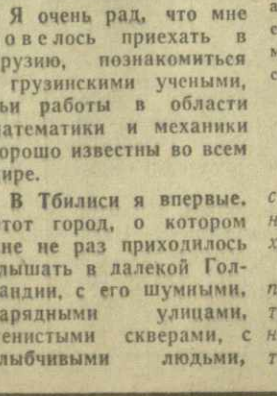 Я очень рад, что мне
овелось приехать в
рузию, познакомиться
грузинскими учеными,
ьи работы в области
атематики и механики
орошо известны во всем
ире.
В Тбилиси я впервые.
тот город, о котором
не не раз приходилось
лышать в далекой Гол-
андии, с его шумными,
арядными улицами,
енистыми скверами, с
лыбчивыми людьми,